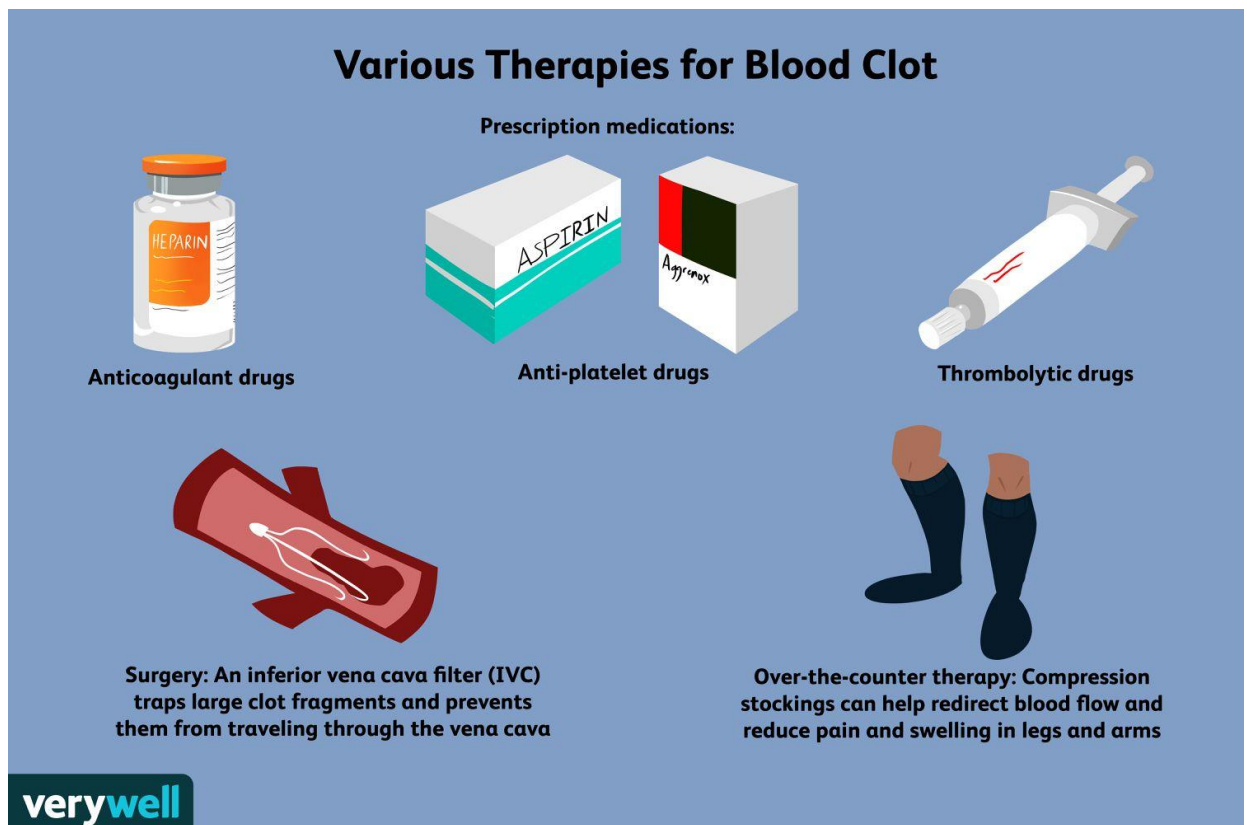 Various Therapies for Blood Clot
Prescription medications:
HEPARIN
ASPIRIN
Aggrenox
Anticoagulant drugs
Anti-platelet drugs
Thrombolytic drugs
Surgery: An inferior vena cava filter (IVC)
traps large clot fragments and prevents
them from traveling through the vena cava
Over-the-counter therapy: Compression
stockings can help redirect blood flow and
reduce pain and swelling in legs and arms
verywell